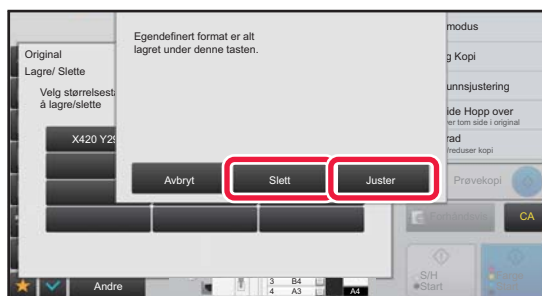 Egendefinert format er alt
lagret under denne tasten.
Avbryt
Slett
Juster
Original
Lagre/ Slette
Velg størrelsest
å lagre/slette
X420 Y29
modus
g Kopi
unnsjustering
ide Hopp over
er tom side i original
rad
/reduser kopi
Prøvekopi
CA
S/H
Start
Andre
3 B4
4 A3
A4